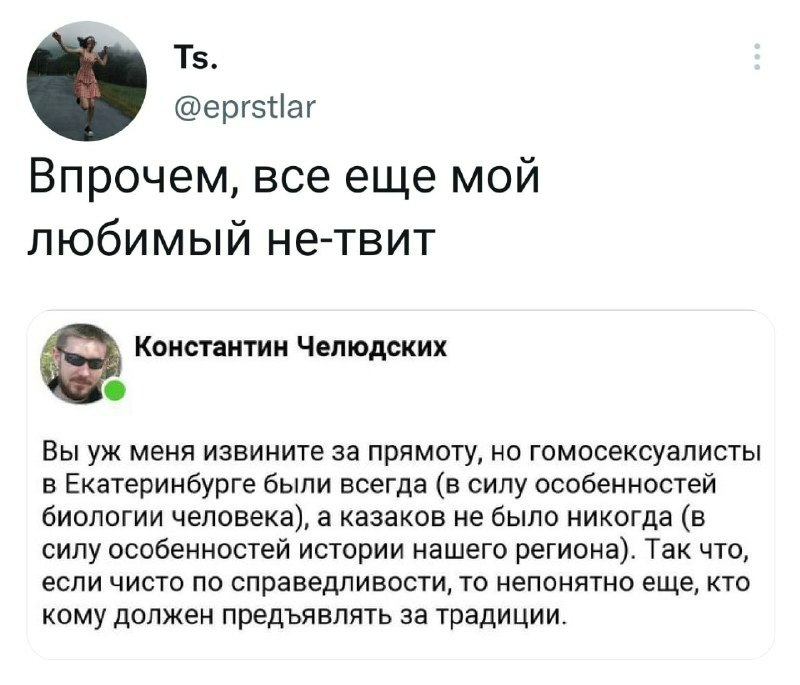 Ts.
@eprstlar
Впрочем, все еще мой
любимый не-твит
Константин Челюдских
Вы уж меня извините за прямоту, но гомосексуалисты
в Екатеринбурге были всегда (в силу особенностей
биологии человека), а казаков не было никогда (в
силу особенностей истории нашего региона). Так что,
если чисто по справедливости, то непонятно еще, кто
кому должен предъявлять за традиции.